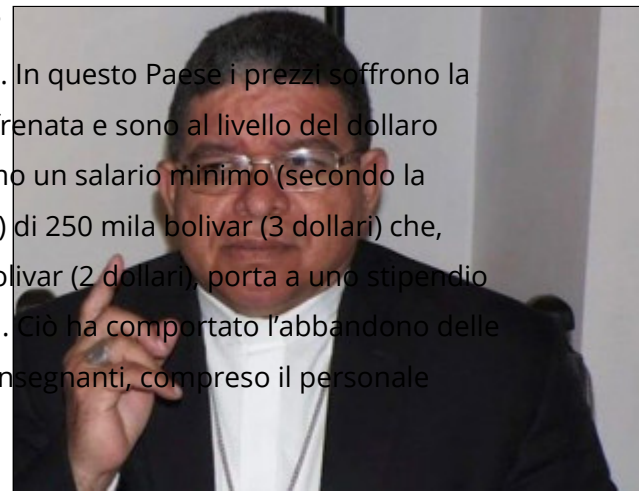 . In questo Paese i prezzi soffrono la
renata e sono al livello del dollaro
no un salario minimo (secondo la
) di 250 mila bolivar (3 dollari) che,
olivar (2 dollari), porta a uno stipendio
. Ciò ha comportato l’abbandono delle
nsegnanti, compreso il personale